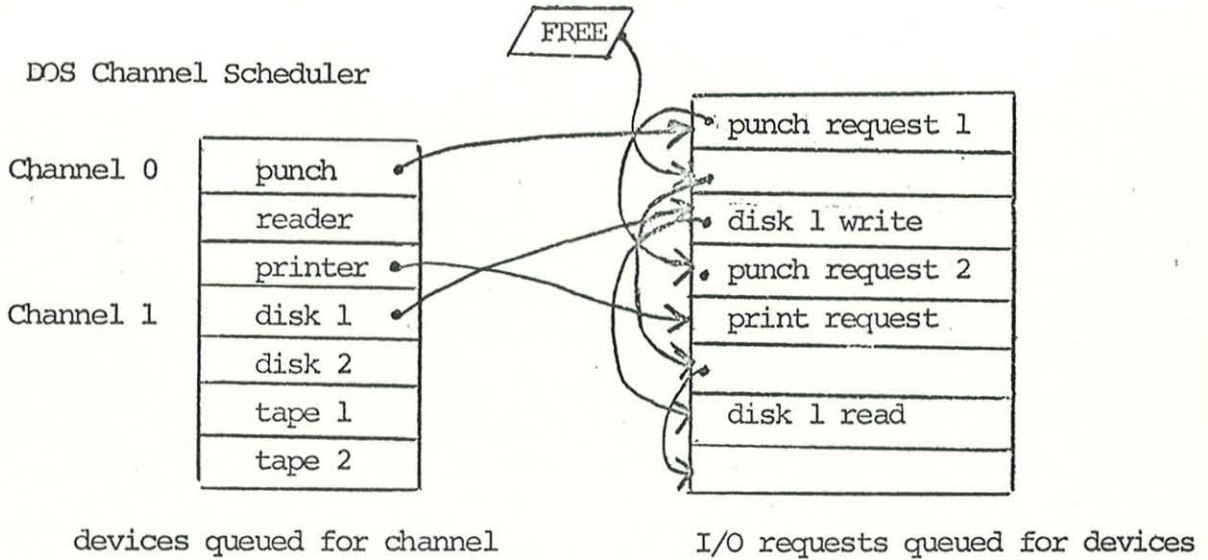 FREE
DOS Channel Scheduler
Channel 0
punch
reader
printer
Channel 1
disk 1
disk 2
tape 1
tape 2
devices queued for channel
punch request 1
disk 1 write
punch request 2
print request
disk 1 read
I/O requests queued for devices